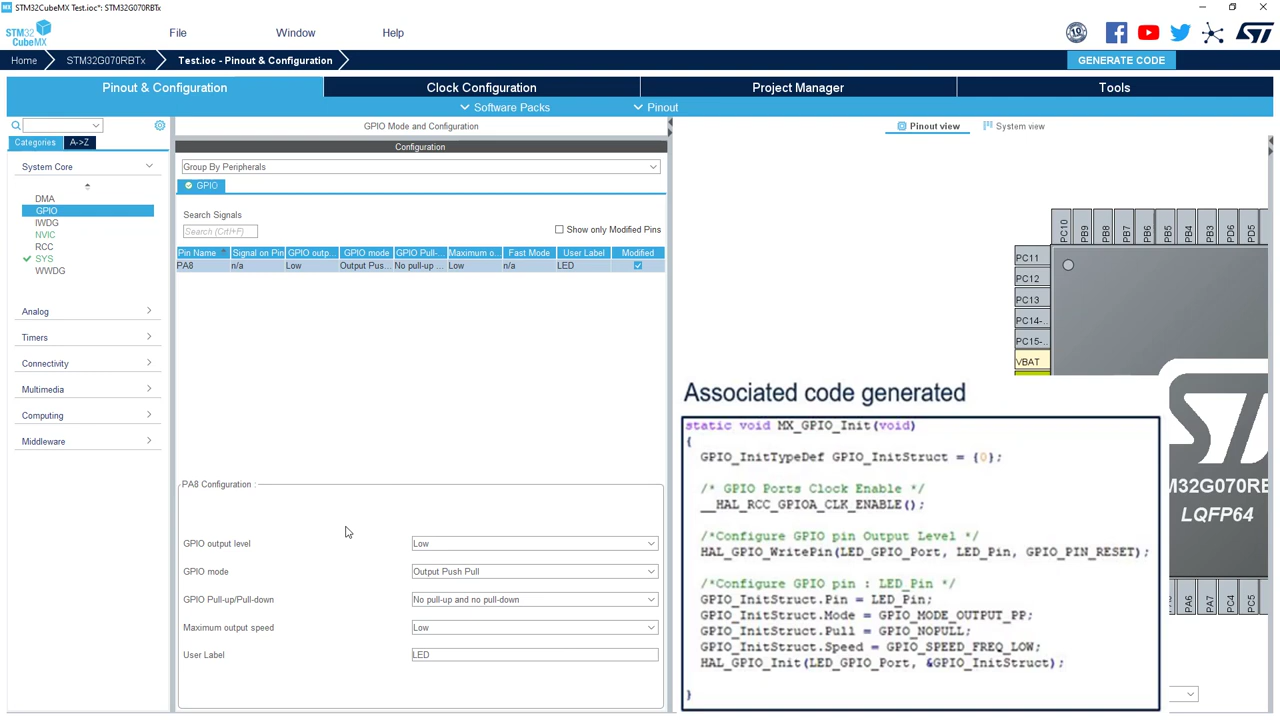 STM32CubeMX Test.ioc*: STM32G070RBTx
STM32
CubeMX
File
Window
Help
Home
STM32G070RBTx
Test.ioc - Pinout & Configuration
GENERATE CODE
Pinout & Configuration
Clock Configuration
Project Manager
Tools
Software Packs
Pinout
GPIO Mode and Configuration
Pinout view
System view
Categories
A->Z
Configuration
System Core
DMA
GPIO
IWDG
NVIC
RCC
SYS
WWDG
Analog
Timers
Connectivity
Multimedia
Computing
Middleware
Group By Peripherals
GPIO
Search Signals
Search (Crtl+F)
Show only Modified Pins
Pin Name
Signal on Pin
GPIO outp...
GPIO mode
GPIO Pull-...
Maximum o...
Fast Mode
User Label
Modified
PA8
n/a
Low
Output Pus...
No pull-up ...
Low
n/a
LED
PA8 Configuration :
GPIO output level
Low
GPIO mode
Output Push Pull
GPIO Pull-up/Pull-down
No pull-up and no pull-down
Maximum output speed
Low
User Label
LED
PC10
PB9
PB8
PB7
PB6
PB5
PB4
PB3
PD6
PD5
PC11
PC12
PC13
PC14-..
PC15-..
VBAT
Associated code generated
static void MX_GPIO_Init(void)
{
GPIO_InitTypeDef GPIO_InitStruct = {0};
/* GPIO Ports Clock Enable */
__HAL_RCC_GPIOA_CLK_ENABLE();
/*Configure GPIO pin Output Level */
HAL_GPIO_WritePin(LED_GPIO_Port, LED_Pin, GPIO_PIN_RESET);
/*Configure GPIO pin : LED_Pin */
GPIO_InitStruct.Pin = LED_Pin;
GPIO_InitStruct.Mode = GPIO_MODE_OUTPUT_PP;
GPIO_InitStruct.Pull = GPIO_NOPULL;
GPIO_InitStruct.Speed = GPIO_SPEED_FREQ_LOW;
HAL_GPIO_Init(LED_GPIO_Port, &GPIO_InitStruct);
}
M32G070RB
LQFP64
PA6
PA7
PC4
PC5